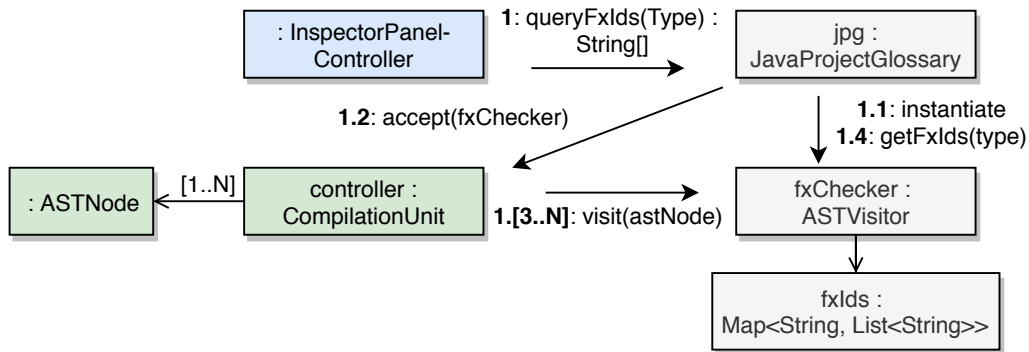 : InspectorPanel-
Controller
1: queryFxIds(Type) :
String[]
jpg :
JavaProjectGlossary
1.2: accept(fxChecker)
1.1: instantiate
1.4: getFxIds(type)
: ASTNode
[1..N]
controller :
CompilationUnit
1.[3..N]: visit(astNode)
fxChecker :
ASTVisitor
fxIds :
Map<String, List<String>>